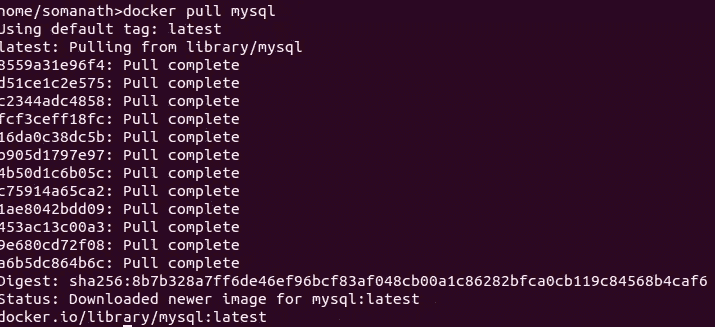 home/somanath>docker pull mysql
Using default tag: latest
latest: Pulling from library/mysql
8559a31e96f4: Pull complete
d51ce1c2e575: Pull complete
c2344adc4858: Pull complete
fcf3ceff18fc: Pull complete
16da0c38dc5b: Pull complete
b905d1797e97: Pull complete
4b50d1c6b05c: Pull complete
c75914a65ca2: Pull complete
1ae8042bdd09: Pull complete
453ac13c00a3: Pull complete
9e680cd72f08: Pull complete
a6b5dc864b6c: Pull complete
Digest: sha256:8b7b328a7ff6de46ef96bcf83af048cb00a1c86282bfca0cb119c84568b4caf6
Status: Downloaded newer image for mysql:latest
docker.io/library/mysql:latest